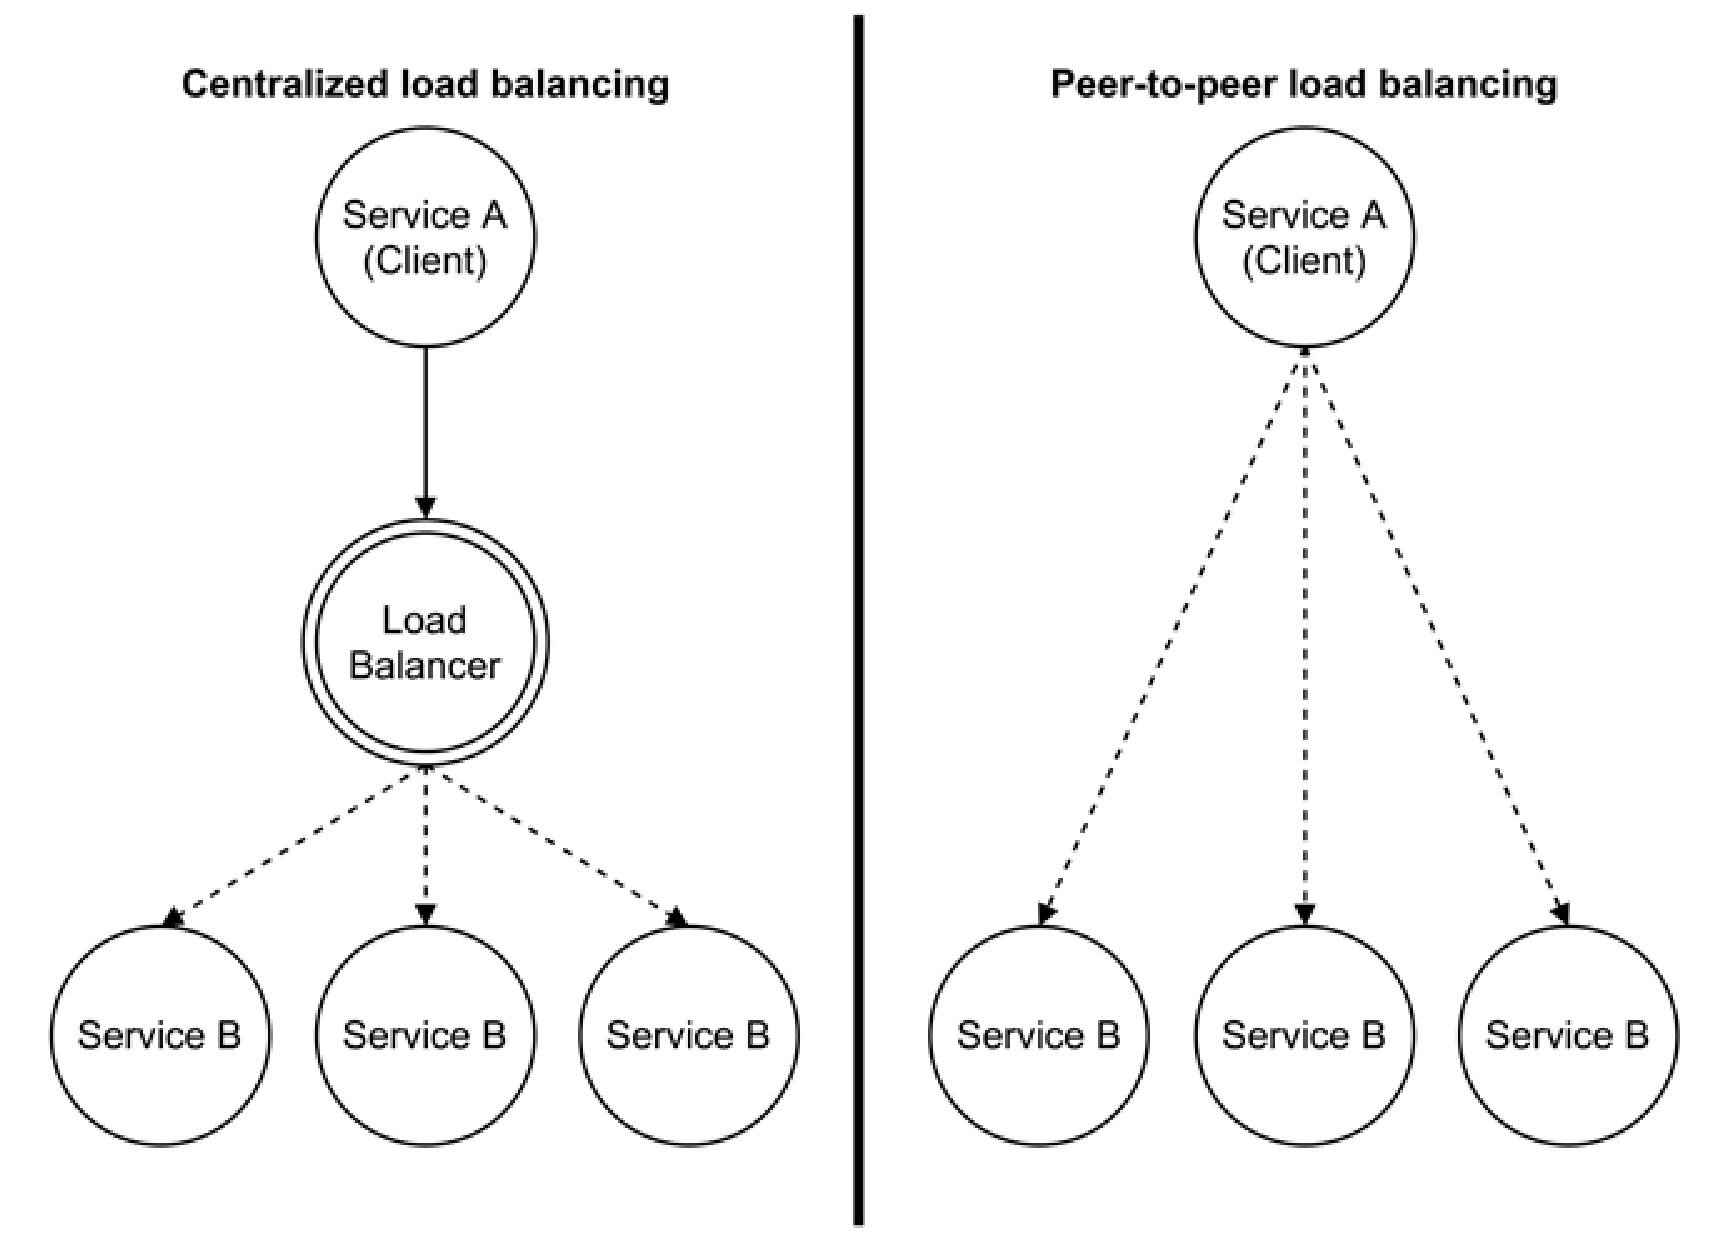 Centralized load balancing
Service A
(Client)
Load
Balancer
Service B
Service B
Service B
Peer-to-peer load balancing
Service A
(Client)
Service B
Service B
Service B